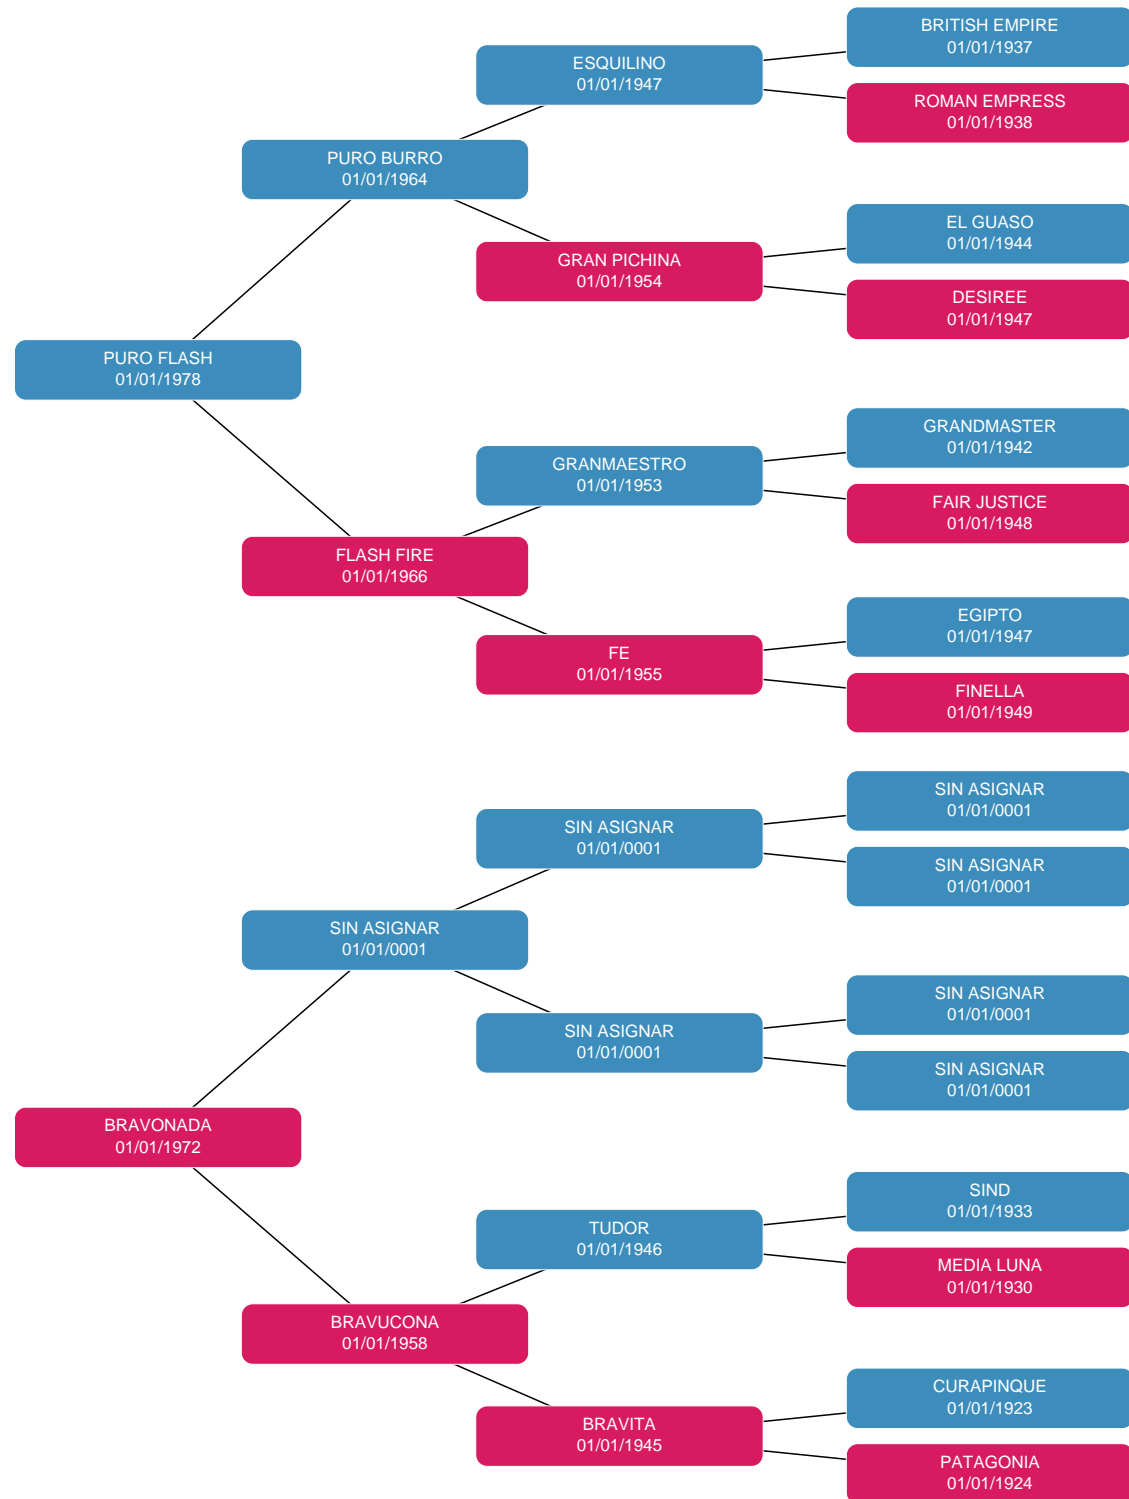 BRITISH EMPIRE
01/01/1937
ESQUILINO
01/01/1947
ROMAN EMPRESS
01/01/1938
PURO BURRO
01/01/1964
EL GUASO
01/01/1944
GRAN PICHINA
01/01/1954
DESIREE
01/01/1947
PURO FLASH
01/01/1978
GRANDMASTER
01/01/1942
GRANMAESTRO
01/01/1953
FAIR JUSTICE
01/01/1948
FLASH FIRE
01/01/1966
EGIPTO
01/01/1947
FE
01/01/1955
FINELLA
01/01/1949
SIN ASIGNAR
01/01/0001
SIN ASIGNAR
01/01/0001
SIN ASIGNAR
01/01/0001
SIN ASIGNAR
01/01/0001
SIN ASIGNAR
01/01/0001
SIN ASIGNAR
01/01/0001
SIN ASIGNAR
01/01/0001
BRAVONADA
01/01/1972
SIND
01/01/1933
TUDOR
01/01/1946
MEDIA LUNA
01/01/1930
BRAVUCONA
01/01/1958
CURAPINQUE
01/01/1923
BRAVITA
01/01/1945
PATAGONIA
01/01/1924